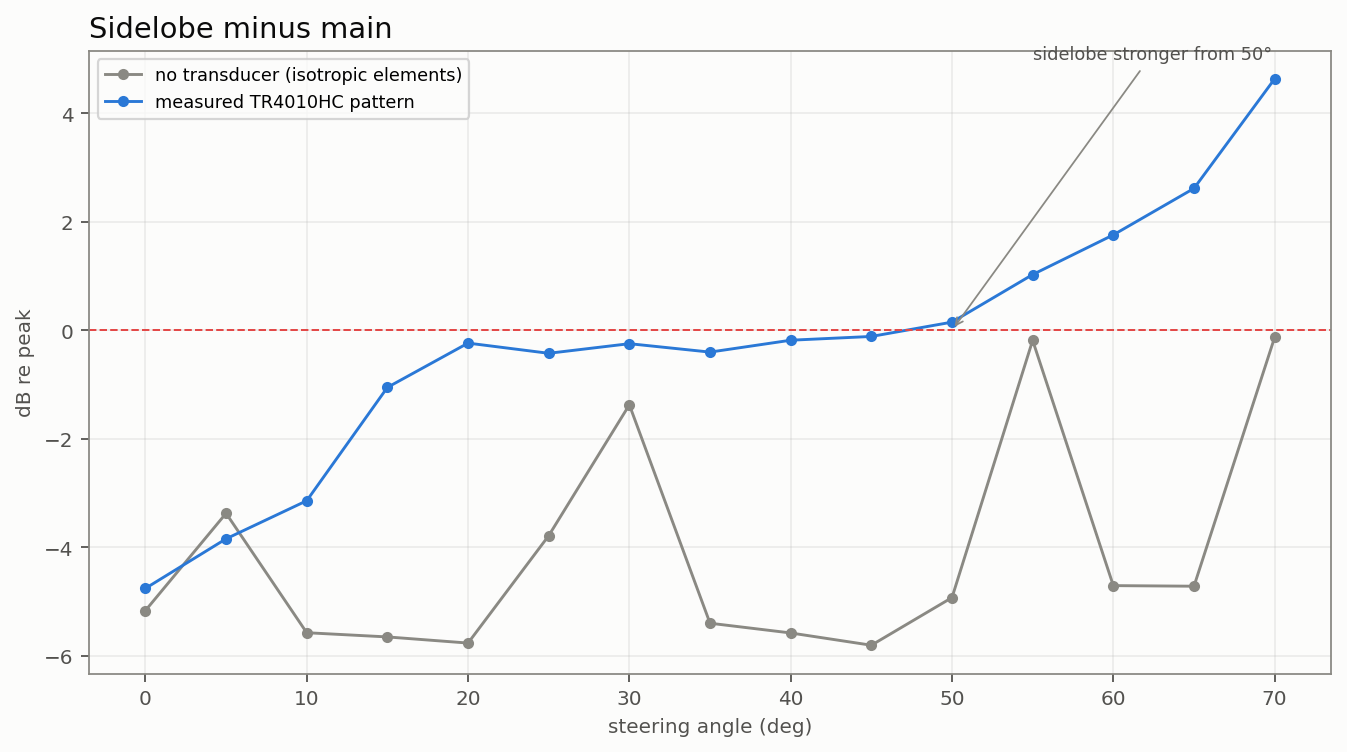 Sidelobe minus main
sidelobe stronger from 50°
no transducer (isotropic elements)
measured TR4010HC pattern
4
2
0
−2
−4
−6
dB re peak
0 10 20 30 40 50 60 70
steering angle (deg)